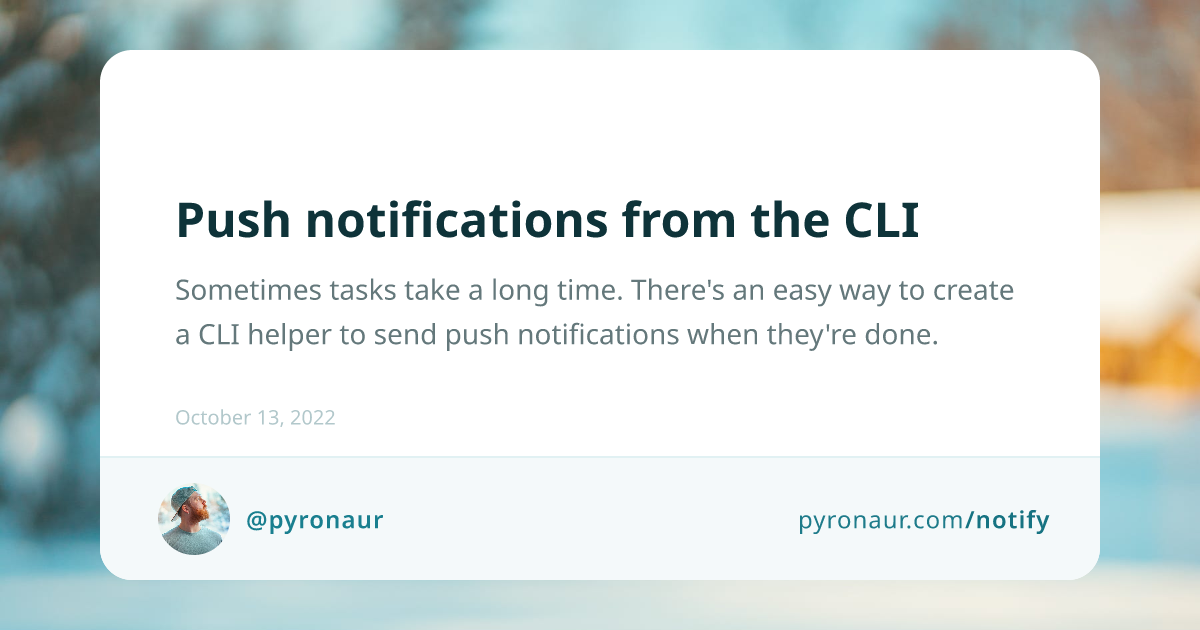 Push notifications from the CLI
Sometimes tasks take a long time. There's an easy way to create
a CLI helper to send push notifications when they're done.
October 13, 2022
@pyronaur
pyronaur.com/notify